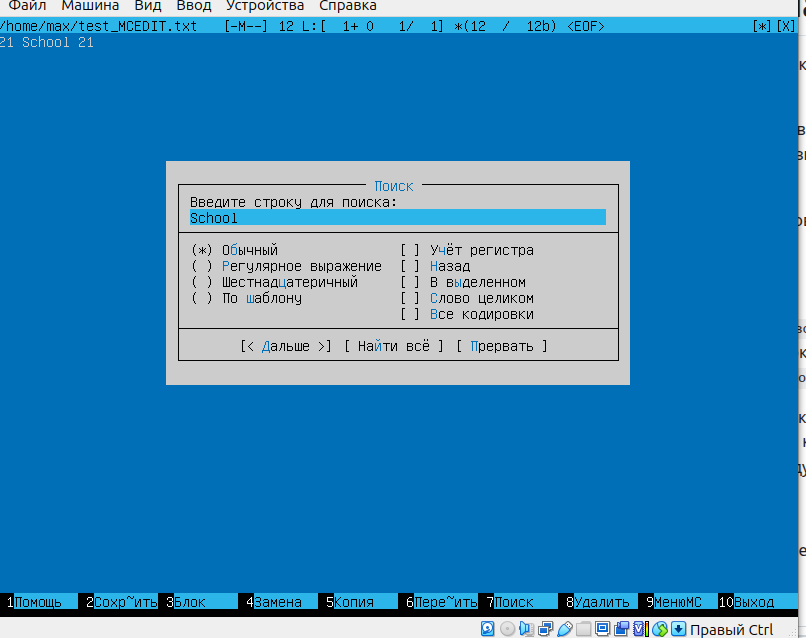 Файл Машина Вид Ввод Устройства Справка
/home/max/test_MCEDIT.txt [-M--] 12 L:[ 1+ 0 1/ 1] *(12 / 12b) <EOF> [*][X]
21 School 21
Поиск
Введите строку для поиска:
School
(*) Обычный [ ] Учёт регистра
( ) Регулярное выражение [ ] Назад
( ) Шестнадцатеричный [ ] В выделенном
( ) По шаблону [ ] Слово целиком
[ ] Все кодировки
[< Дальше >] [ Найти всё ] [ Прервать ]
1Помощь 2Сохр~ить 3Блок 4Замена 5Копия 6Пере~ить 7Поиск 8Удалить 9МенюMC 10Выход
Правый Ctrl